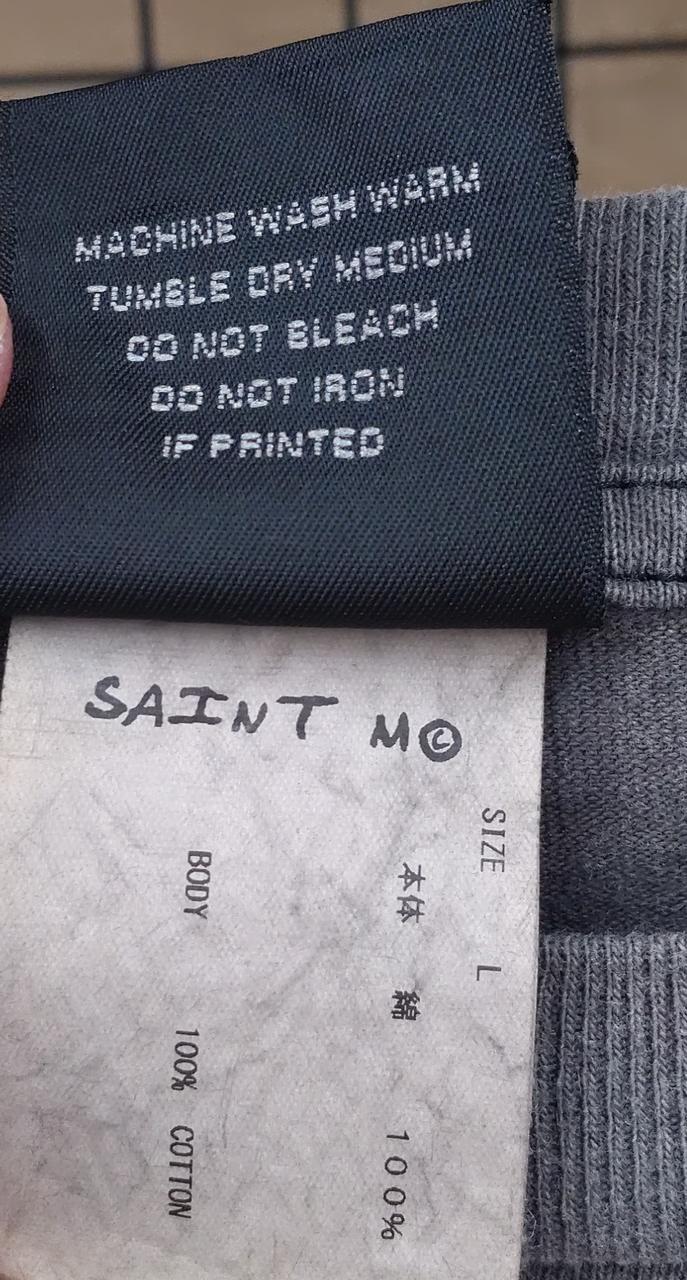 MACHINE WASH WARM
TUMBLE DRY MEDIUM
DO NOT BLEACH
DO NOT IRON
IF PRINTED
SAINT M©
SIZE L
本体 綿 100%
BODY 100% COTTON